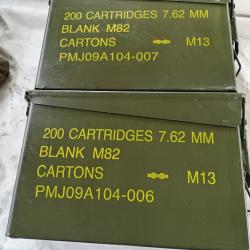 200 CARTRIDGES 7.62 MM
BLANK M82
CARTONS M13
PMJ09A104-007
200 CARTRIDGES 7.62 MM
BLANK M82
CARTONS M13
PMJ09A104-006